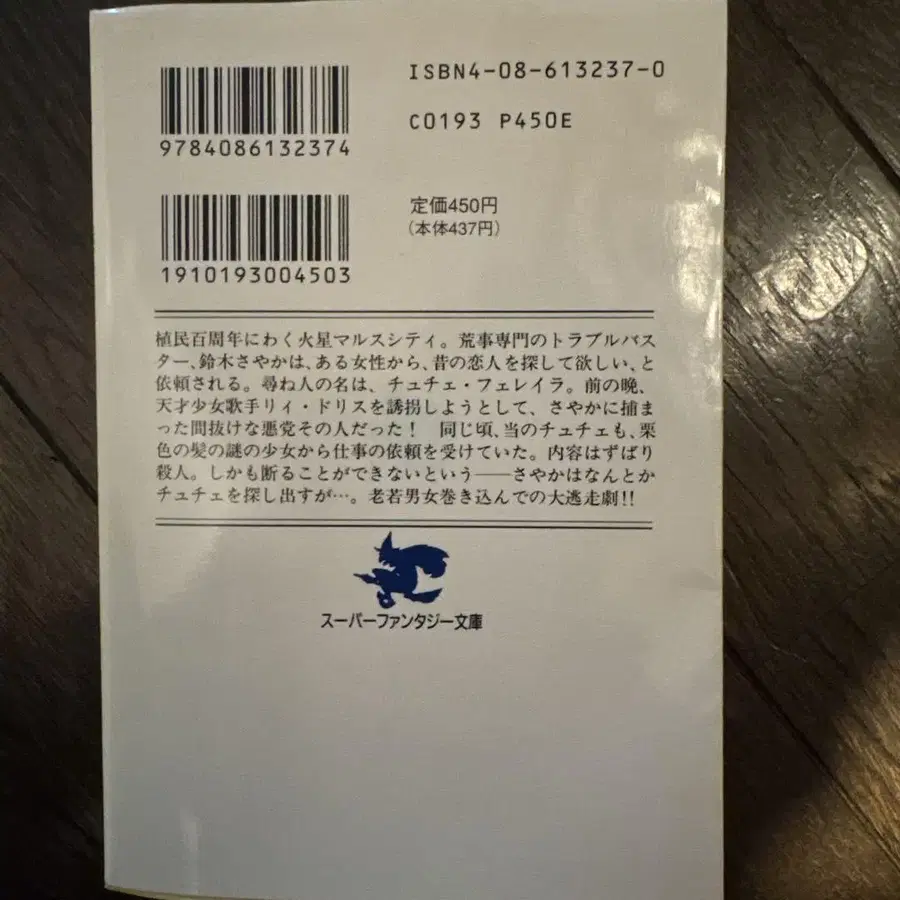 ISBN4-08-613237-0
9784086132374
C0193 P450E
定価450円
(本体437円)
1910193004503
植民百周年にわく火星マルスシティ。荒事専門のトラブルバス
ター、鈴木さやかは、ある女性から、昔の恋人を探して欲しい、と
依頼される。尋ね人の名は、チュチェ・フェレイラ。前の晩、
天才少女歌手リィ・ドリスを誘拐しようとして、さやかに捕ま
った間抜けな悪党その人だった！　同じ頃、当のチュチェも、栗
色の髪の謎の少女から仕事の依頼を受けていた。内容はずばり
殺人。しかも断ることができないという――さやかはなんとか
チュチェを探し出すが…。老若男女巻き込んでの大逃走劇!!
スーパーファンタジー文庫